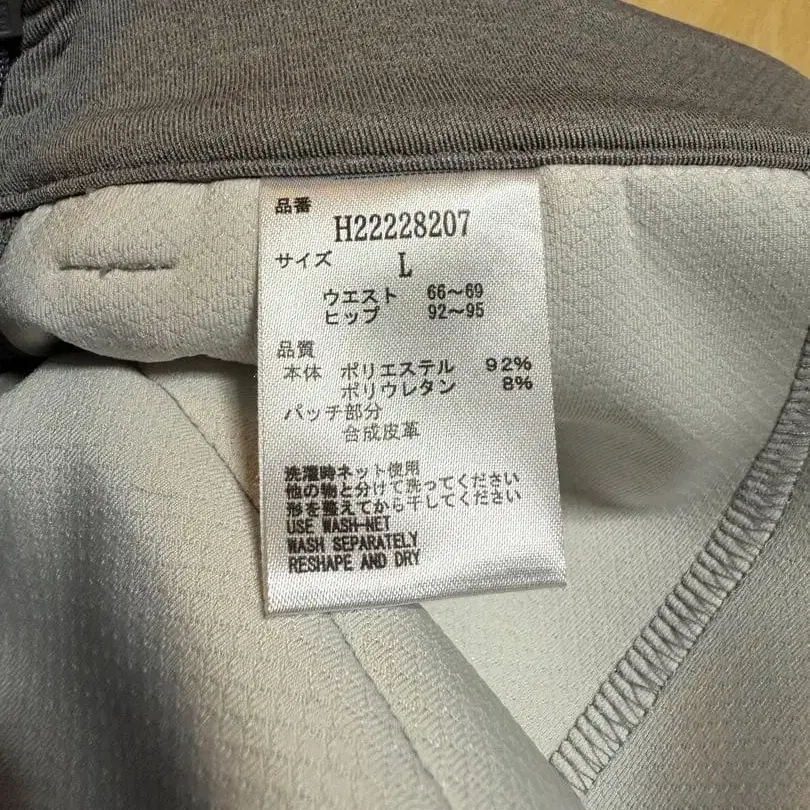 品番
H22228207
サイズ L
ウエスト 66～69
ヒップ 92～95
品質
本体 ポリエステル 92%
ポリウレタン 8%
パッチ部分
合成皮革
洗濯時ネット使用
他の物と分けて洗ってください
形を整えてから干してください
USE WASH-NET
WASH SEPARATELY
RESHAPE AND DRY